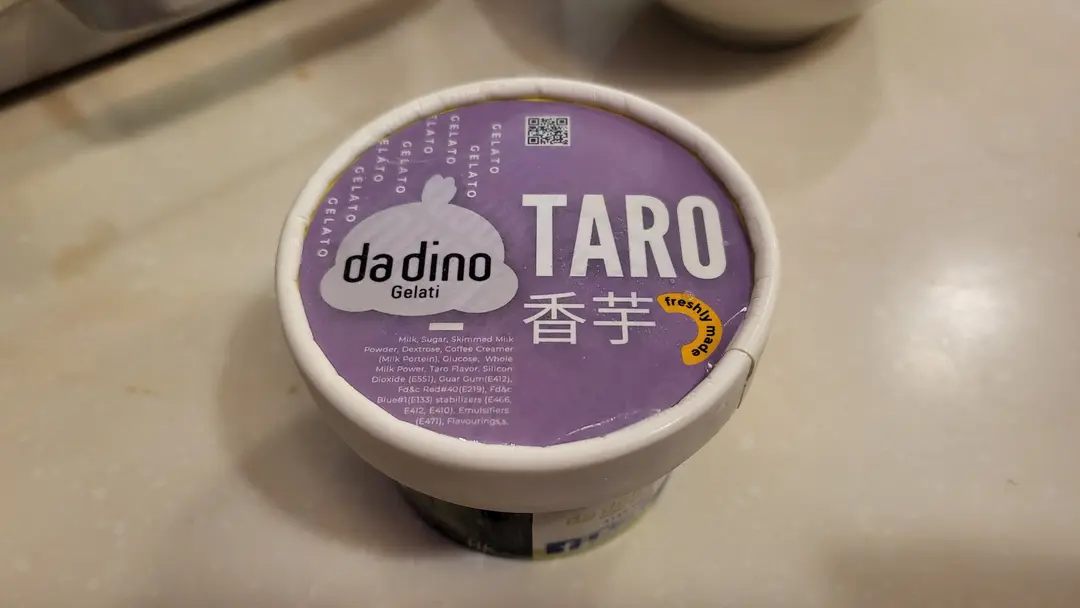 GELATO
GELATO
GELATO
GELATO
GELATO
GELATO
GELATO
GELATO
da dino
Gelati
TARO
香芋
freshly made
Milk, Sugar, Skimmed Milk
Powder, Dextrose, Coffee Creamer
(Milk Portein), Glucose, Whole
Milk Power, Taro Flavor, Silicon
Dioxide (E551), Guar Gum(E412),
Fd&c Red#40(E219), Fd&c
Blue#1(E133) stabilizers (E466,
E412, E410), Emulsifiers
(E471), Flavourings,s.